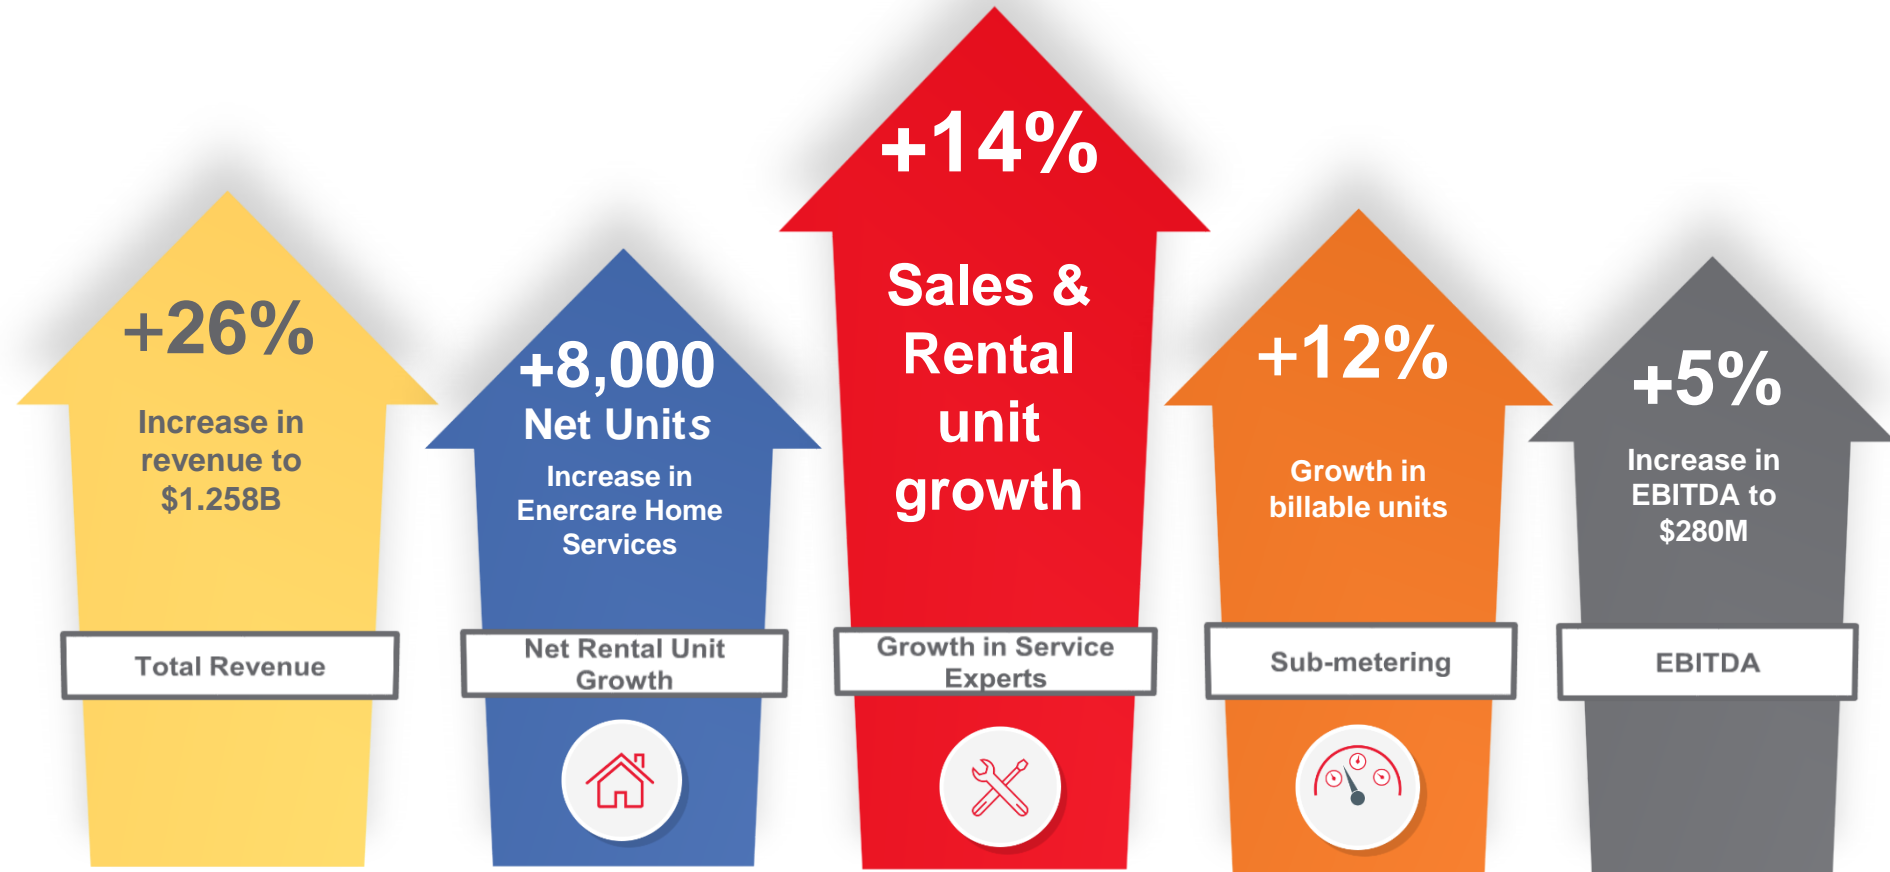 +26%
Increase in
revenue to
$1.258B
Total Revenue
+8,000
Net Units
Increase in
Enercare Home
Services
Net Rental Unit
Growth
+14%
Sales &
Rental
unit
growth
Growth in Service
Experts
+12%
Growth in
billable units
Sub-metering
+5%
Increase in
EBITDA to
$280M
EBITDA